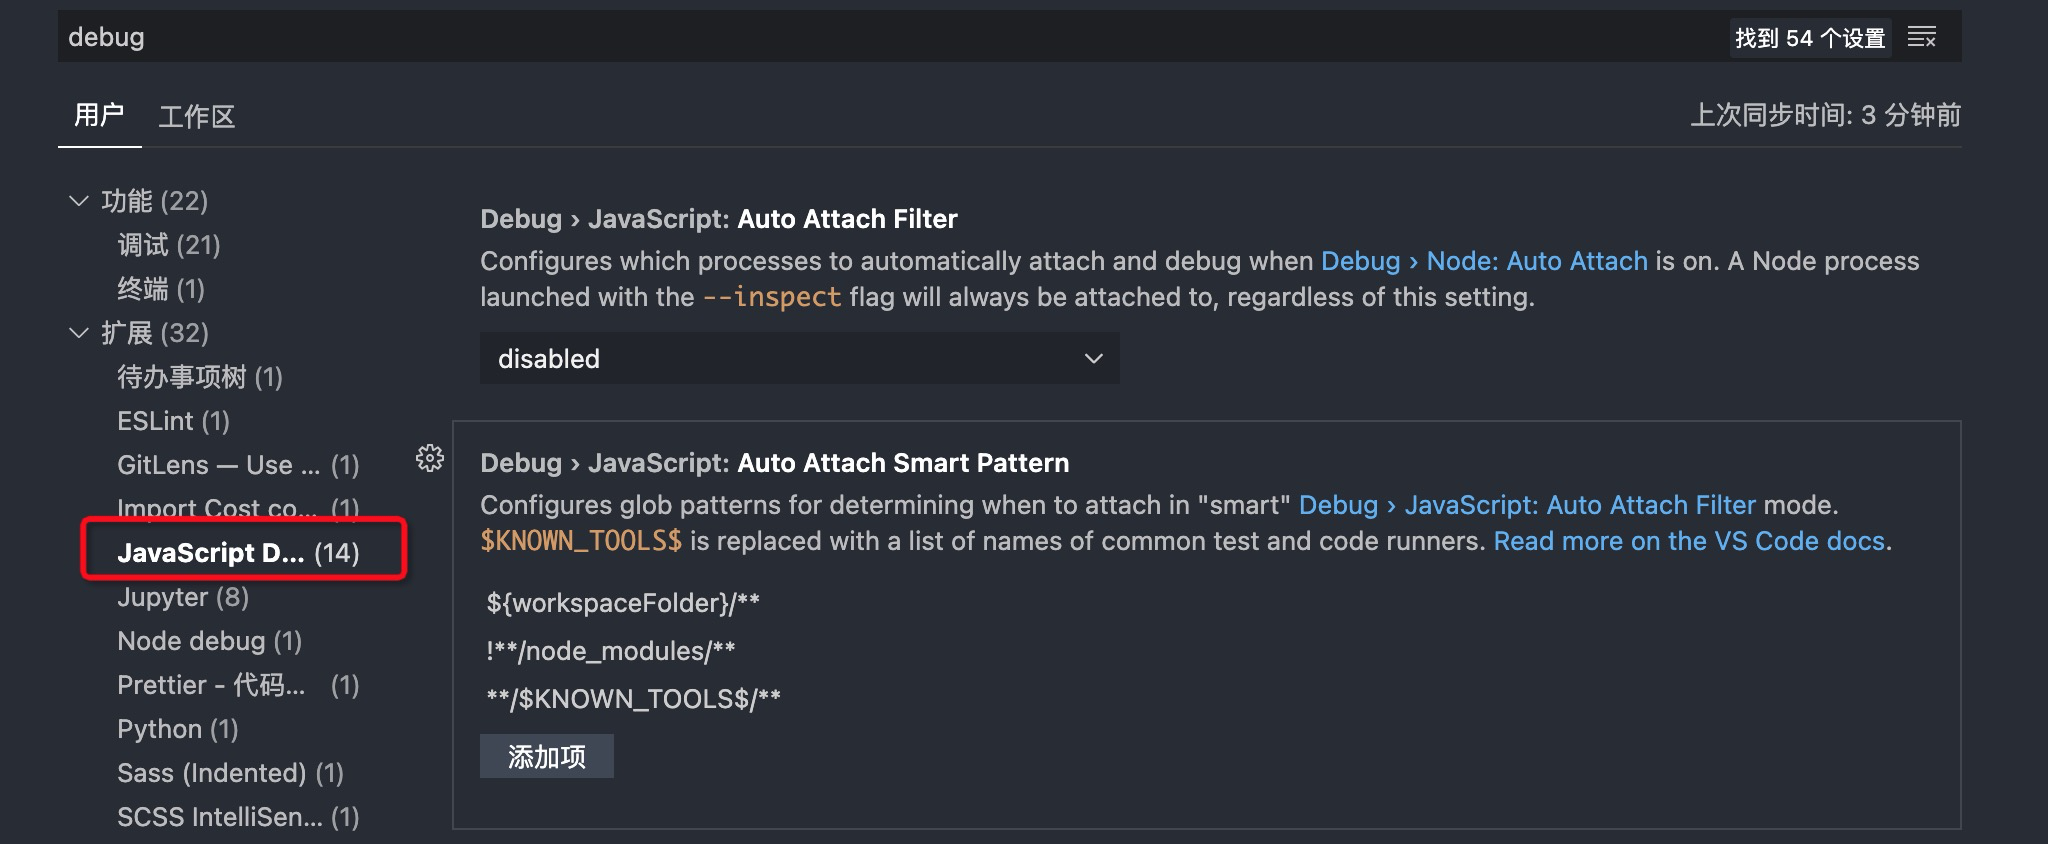 debug
找到 54 个设置
用户
工作区
上次同步时间: 3 分钟前
功能 (22)
调试 (21)
终端 (1)
扩展 (32)
待办事项树 (1)
ESLint (1)
GitLens — Use ... (1)
Import Cost co... (1)
JavaScript D... (14)
Jupyter (8)
Node debug (1)
Prettier - 代码... (1)
Python (1)
Sass (Indented) (1)
SCSS IntelliSen... (1)
Debug › JavaScript: Auto Attach Filter
Configures which processes to automatically attach and debug when Debug › Node: Auto Attach is on. A Node process
launched with the --inspect flag will always be attached to, regardless of this setting.
disabled
Debug › JavaScript: Auto Attach Smart Pattern
Configures glob patterns for determining when to attach in "smart" Debug › JavaScript: Auto Attach Filter mode.
$KNOWN_TOOLS$ is replaced with a list of names of common test and code runners. Read more on the VS Code docs.
${workspaceFolder}/**
!**/node_modules/**
**/$KNOWN_TOOLS$/**
添加项